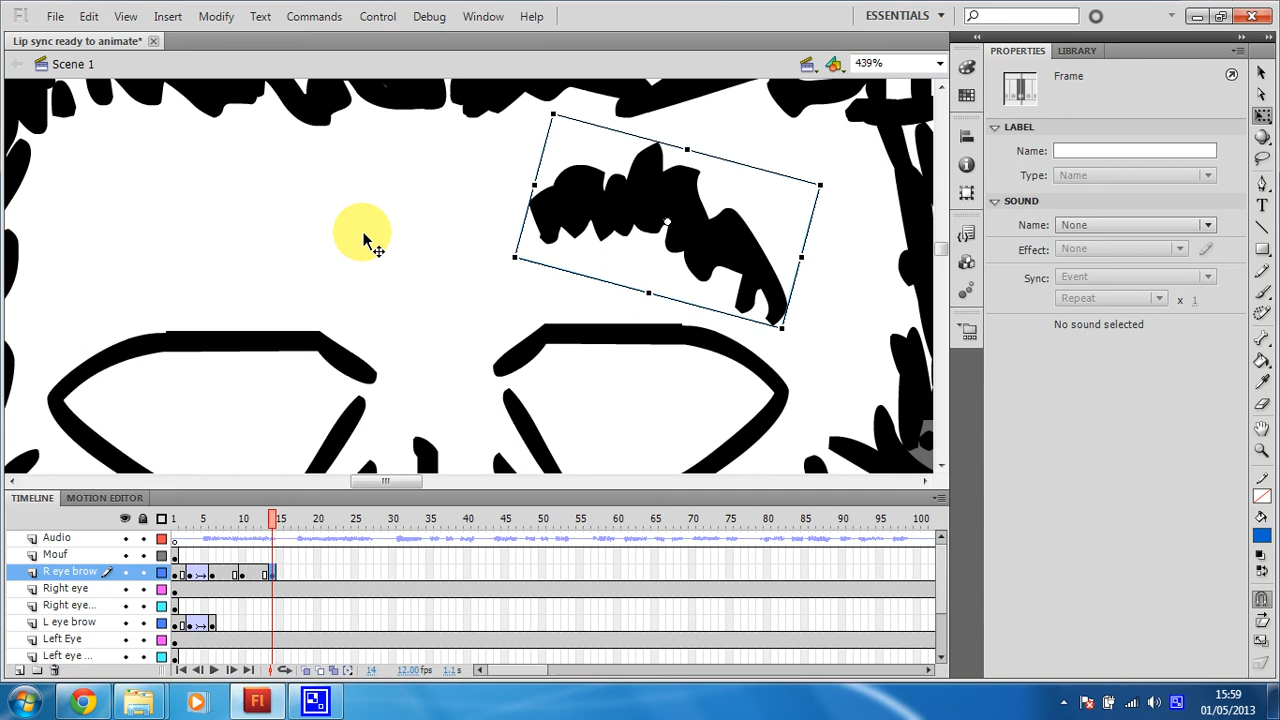 Fl File Edit View Insert Modify Text Commands Control Debug Window Help ESSENTIALS
Lip sync ready to animate*
Scene 1 439%
PROPERTIES LIBRARY
Frame
LABEL
Name:
Type: Name
SOUND
Name: None
Effect: None
Sync: Event
Repeat x 1
No sound selected
TIMELINE MOTION EDITOR
1 5 10 15 20 25 30 35 40 45 50 55 60 65 70 75 80 85 90 95 100
Audio
Mouf
R eye brow
Right eye
Right eye...
L eye brow
Left Eye
Left eye ...
14 12.00 fps 1.1 s
Fl
15:59
01/05/2013